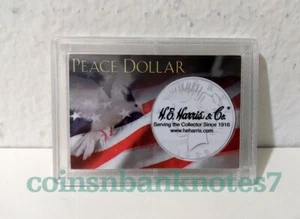 PEACE DOLLAR
H.E. Harris & Co.
Serving the Collector Since 1916
www.heharris.com
coinsnbanknotes7